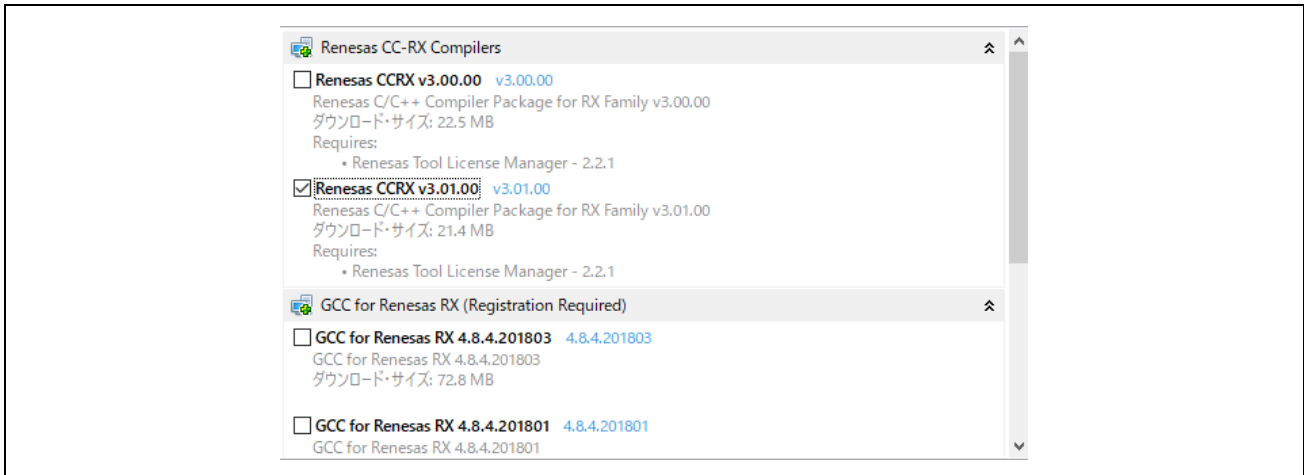 Renesas CC-RX Compilers
Renesas CCRX v3.00.00 v3.00.00
Renesas C/C++ Compiler Package for RX Family v3.00.00
ダウンロード・サイズ: 22.5 MB
Requires:
• Renesas Tool License Manager - 2.2.1
Renesas CCRX v3.01.00 v3.01.00
Renesas C/C++ Compiler Package for RX Family v3.01.00
ダウンロード・サイズ: 21.4 MB
Requires:
• Renesas Tool License Manager - 2.2.1
GCC for Renesas RX (Registration Required)
GCC for Renesas RX 4.8.4.201803 4.8.4.201803
GCC for Renesas RX 4.8.4.201803
ダウンロード・サイズ: 72.8 MB
GCC for Renesas RX 4.8.4.201801 4.8.4.201801
GCC for Renesas RX 4.8.4.201801